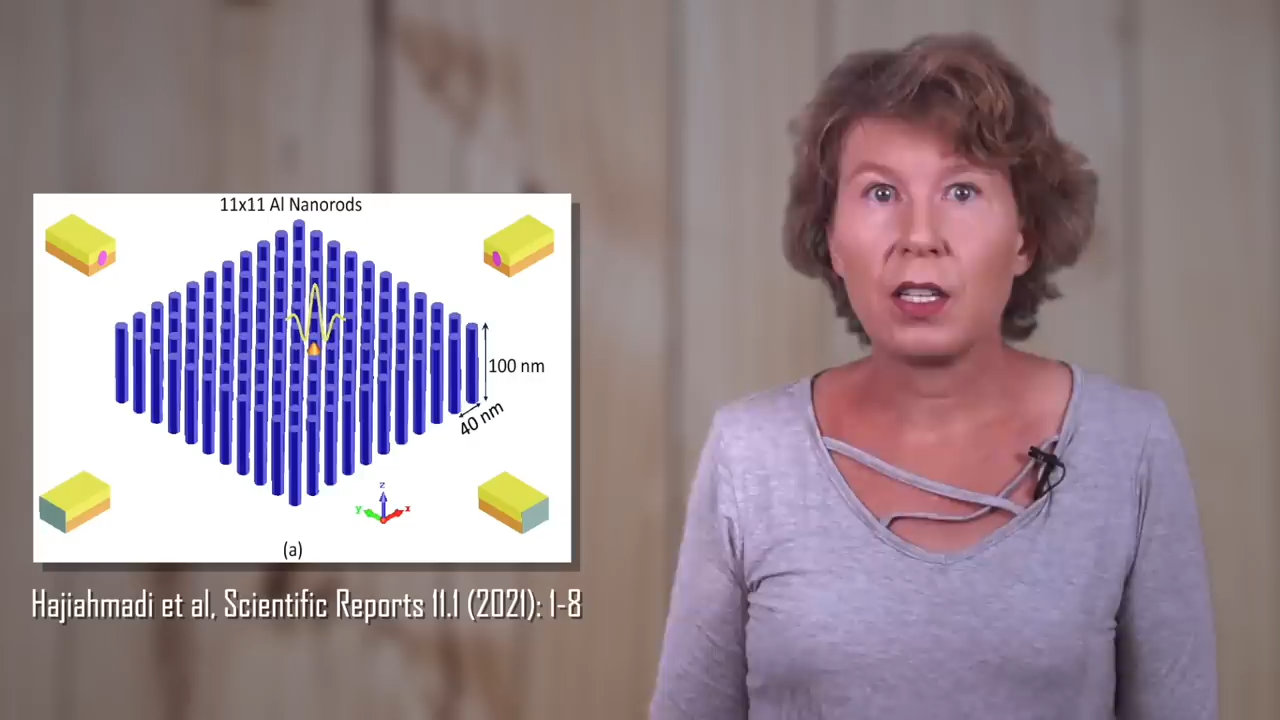 11x11 Al Nanorods
100 nm
40 nm
z
y
x
(a)
Hajiahmadi et al, Scientific Reports 11.1 (2021): 1-8